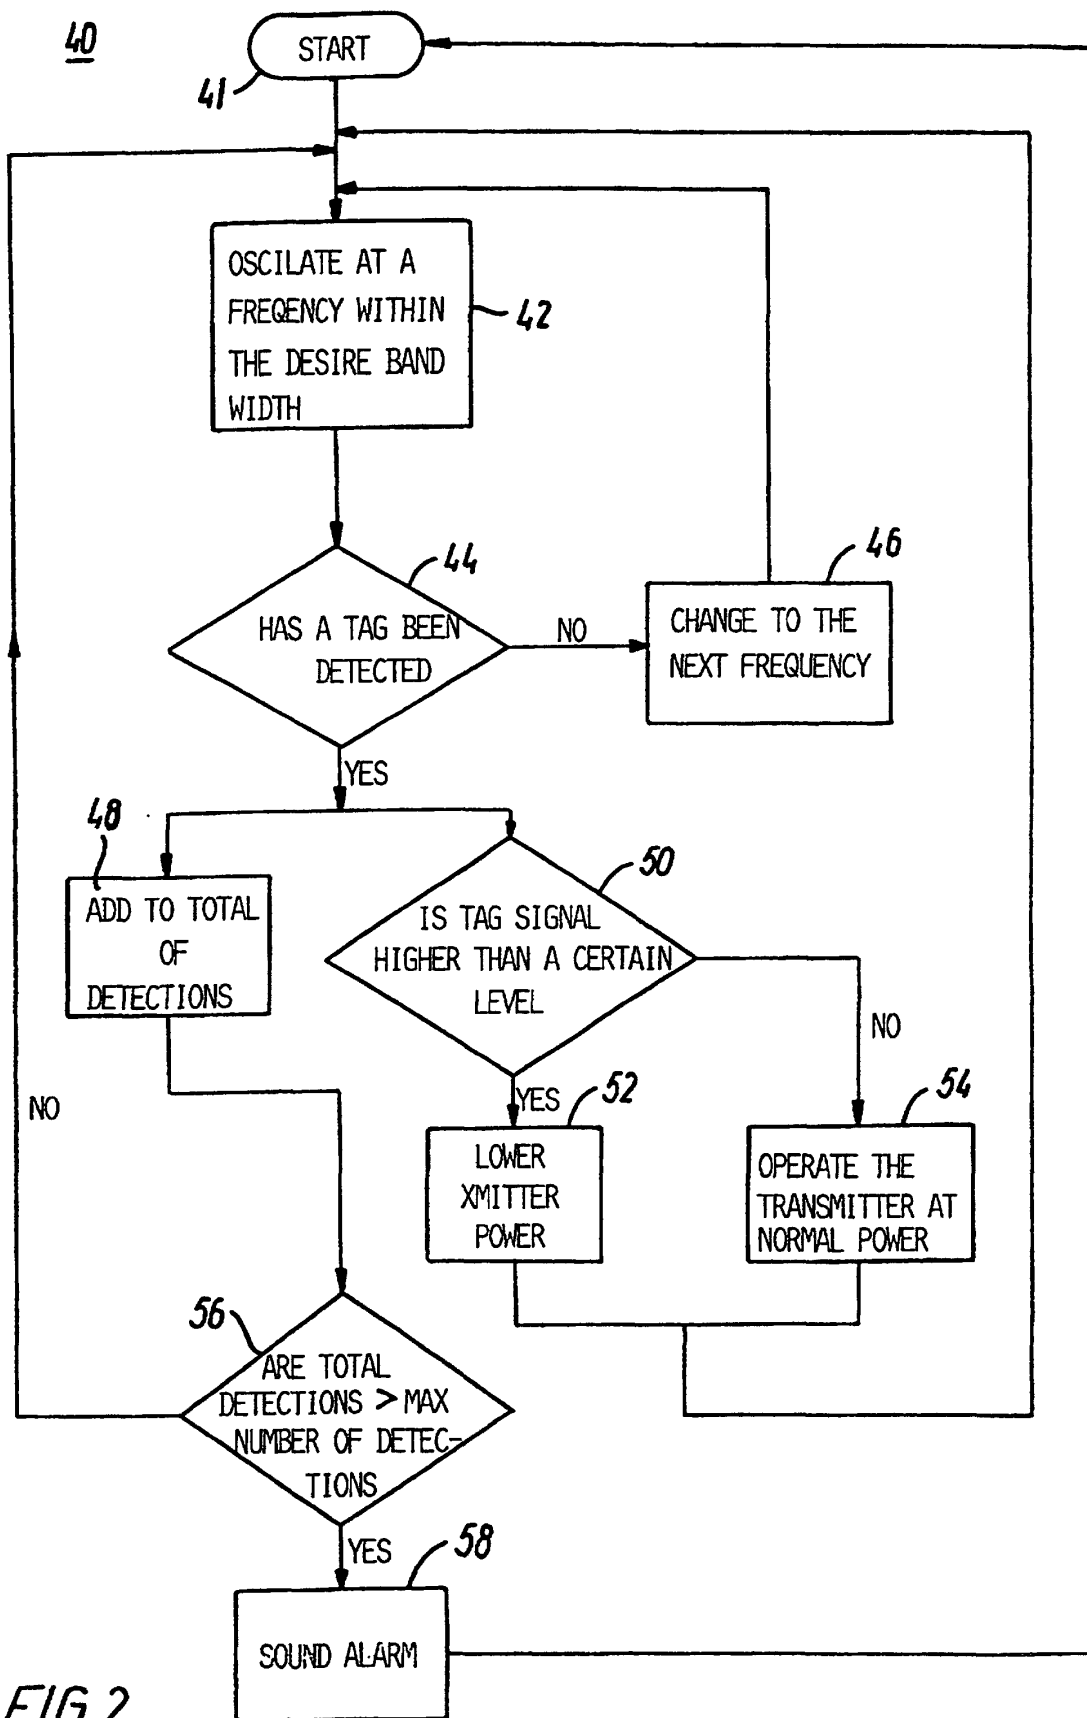 40
START
41
OSCILATE AT A
FREQENCY WITHIN
THE DESIRE BAND
WIDTH
42
44
HAS A TAG BEEN
DETECTED
NO
46
CHANGE TO THE
NEXT FREQUENCY
YES
48
ADD TO TOTAL
OF
DETECTIONS
50
IS TAG SIGNAL
HIGHER THAN A CERTAIN
LEVEL
NO
YES
52
LOWER
XMITTER
POWER
54
OPERATE THE
TRANSMITTER AT
NORMAL POWER
NO
56
ARE TOTAL
DETECTIONS > MAX
NUMBER OF DETEC-
TIONS
YES
58
SOUND ALARM
FIG.2